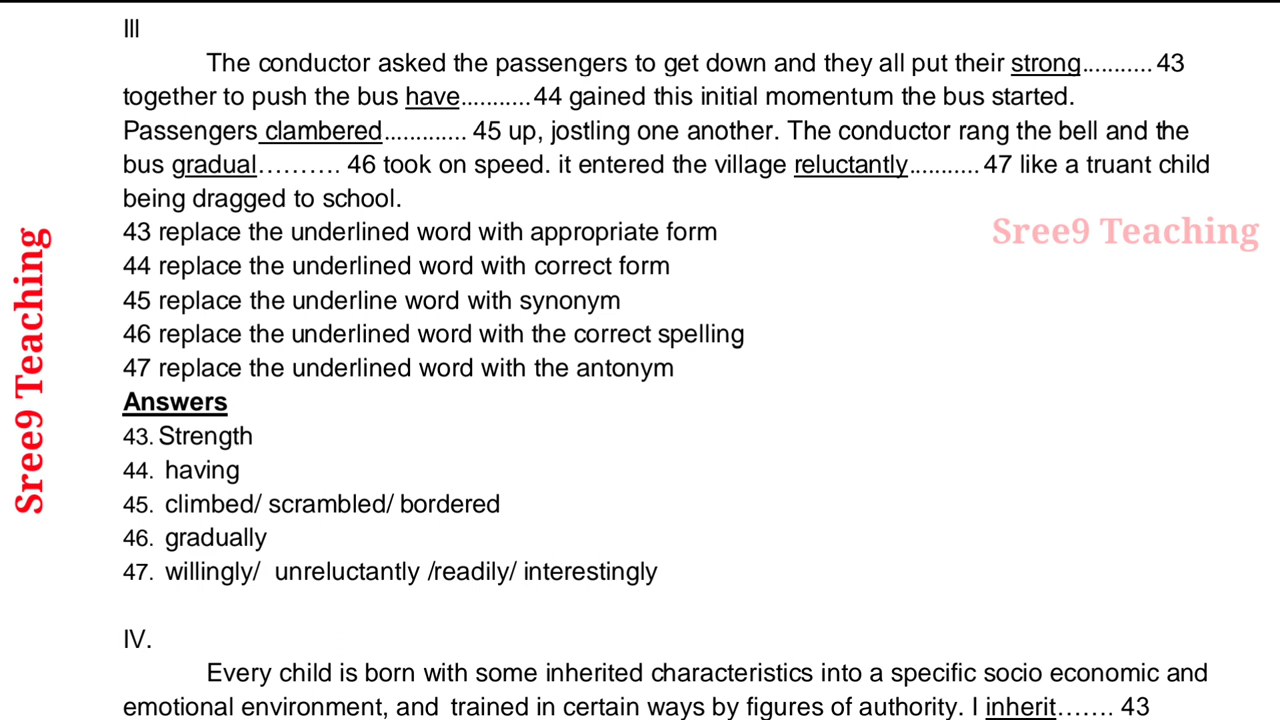 III
The conductor asked the passengers to get down and they all put their strong........... 43
together to push the bus have...........44 gained this initial momentum the bus started.
Passengers clambered............. 45 up, jostling one another. The conductor rang the bell and the
bus gradual………. 46 took on speed. it entered the village reluctantly........... 47 like a truant child
being dragged to school.
43 replace the underlined word with appropriate form
Sree9 Teaching
44 replace the underlined word with correct form
45 replace the underline word with synonym
46 replace the underlined word with the correct spelling
47 replace the underlined word with the antonym
Sree9 Teaching
Answers
43. Strength
44. having
45. climbed/ scrambled/ bordered
46. gradually
47. willingly/ unreluctantly /readily/ interestingly
IV.
Every child is born with some inherited characteristics into a specific socio economic and
emotional environment, and trained in certain ways by figures of authority. I inherit……. 43